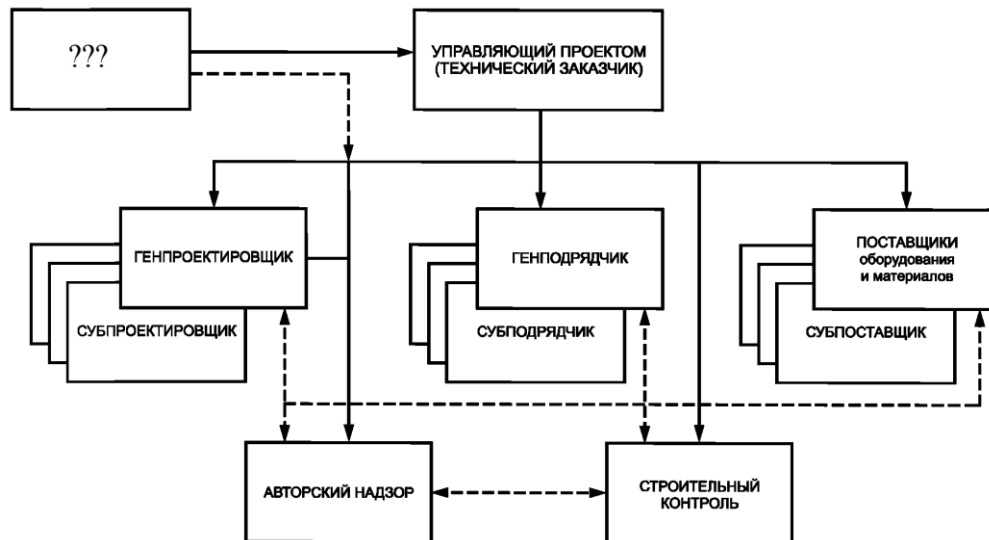 ???
УПРАВЛЯЮЩИЙ ПРОЕКТОМ
(ТЕХНИЧЕСКИЙ ЗАКАЗЧИК)
ГЕНПРОЕКТИРОВЩИК
СУБПРОЕКТИРОВЩИК
ГЕНПОДРЯДЧИК
СУБПОДРЯДЧИК
ПОСТАВЩИКИ
оборудования
и материалов
СУБПОСТАВЩИК
АВТОРСКИЙ НАДЗОР
СТРОИТЕЛЬНЫЙ
КОНТРОЛЬ